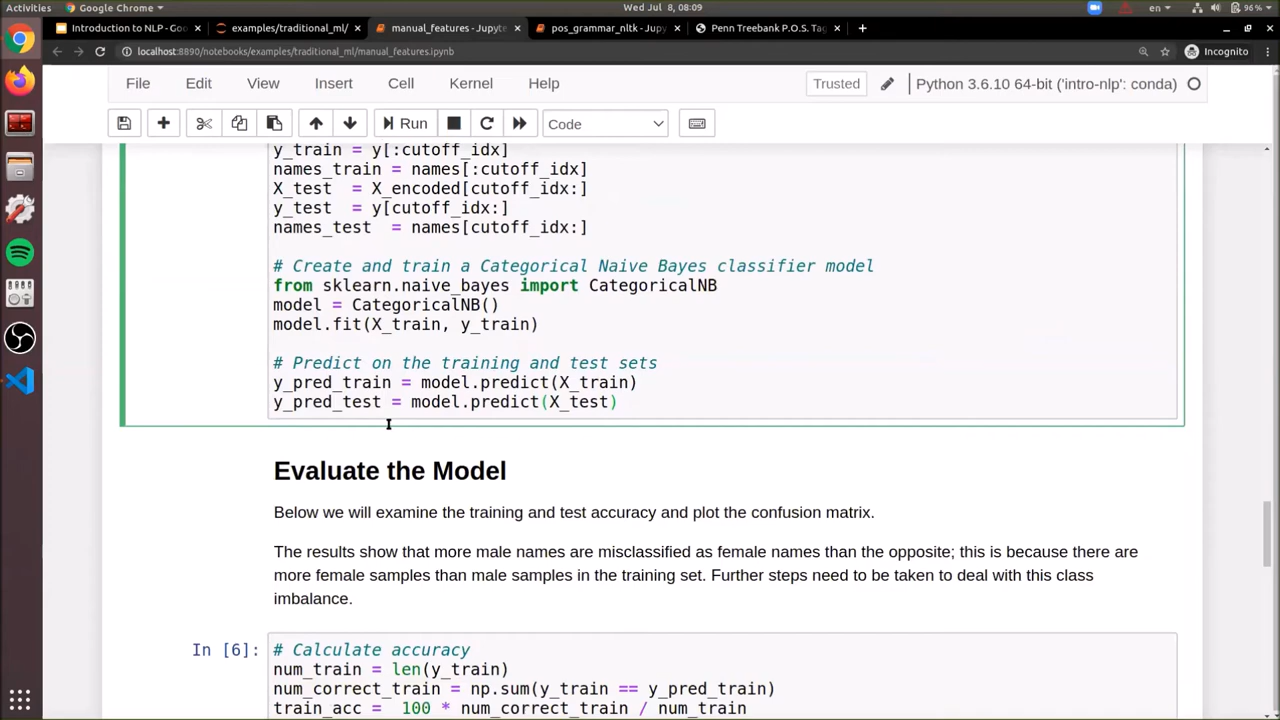 Activities
Google Chrome
Wed Jul 8, 08:09
en
96%
Introduction to NLP - Goo
examples/traditional_ml/
manual_features - Jupyte
pos_grammar_nltk - Jupy
Penn Treebank P.O.S. Tag
localhost:8890/notebooks/examples/traditional_ml/manual_features.ipynb
Incognito
File Edit View Insert Cell Kernel Help
Trusted
Python 3.6.10 64-bit ('intro-nlp': conda)
Run
Code
y_train = y[:cutoff_idx]
names_train = names[:cutoff_idx]
X_test  = X_encoded[cutoff_idx:]
y_test  = y[cutoff_idx:]
names_test  = names[cutoff_idx:]
# Create and train a Categorical Naive Bayes classifier model
from sklearn.naive_bayes import CategoricalNB
model = CategoricalNB()
model.fit(X_train, y_train)
# Predict on the training and test sets
y_pred_train = model.predict(X_train)
y_pred_test = model.predict(X_test)
Evaluate the Model
Below we will examine the training and test accuracy and plot the confusion matrix.
The results show that more male names are misclassified as female names than the opposite; this is because there are
more female samples than male samples in the training set. Further steps need to be taken to deal with this class
imbalance.
In [6]:
# Calculate accuracy
num_train = len(y_train)
num_correct_train = np.sum(y_train == y_pred_train)
train_acc =  100 * num_correct_train / num_train